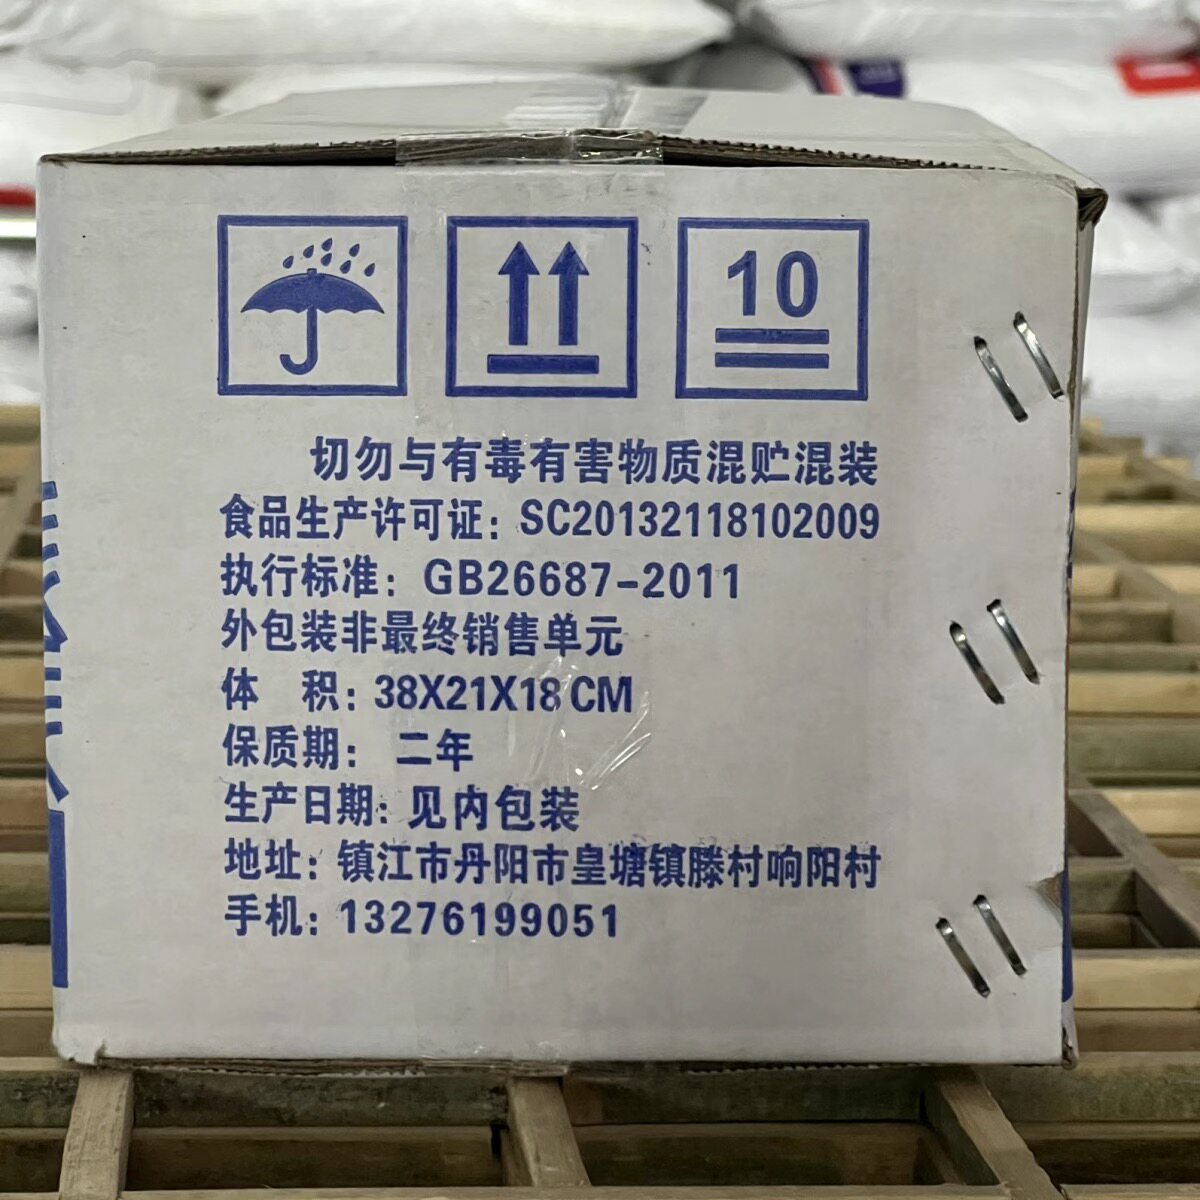 10
切勿与有毒有害物质混贮混装
食品生产许可证：SC20132118102009
执行标准：GB26687-2011
外包装非最终销售单元
体 积：38X21X18CM
保质期：二年
生产日期：见内包装
地址：镇江市丹阳市皇塘镇滕村响阳村
手机：13276199051